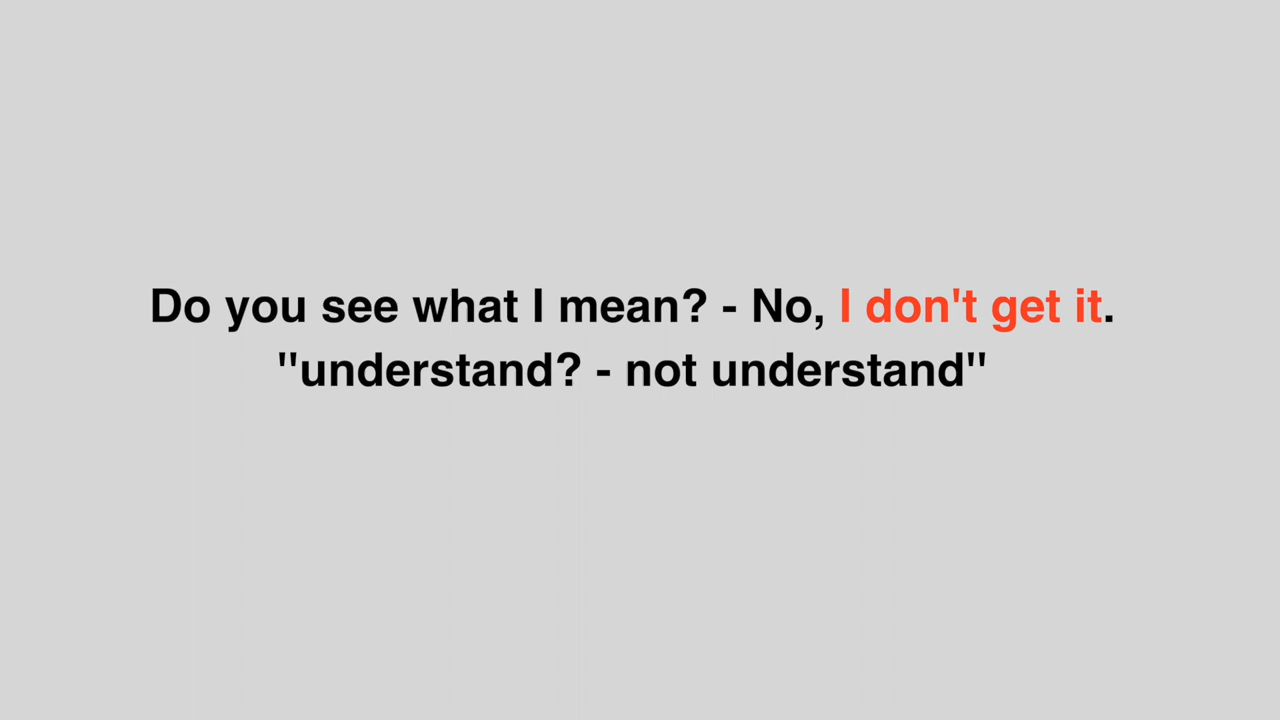 Do you see what I mean? - No, I don't get it.
"understand? - not understand"